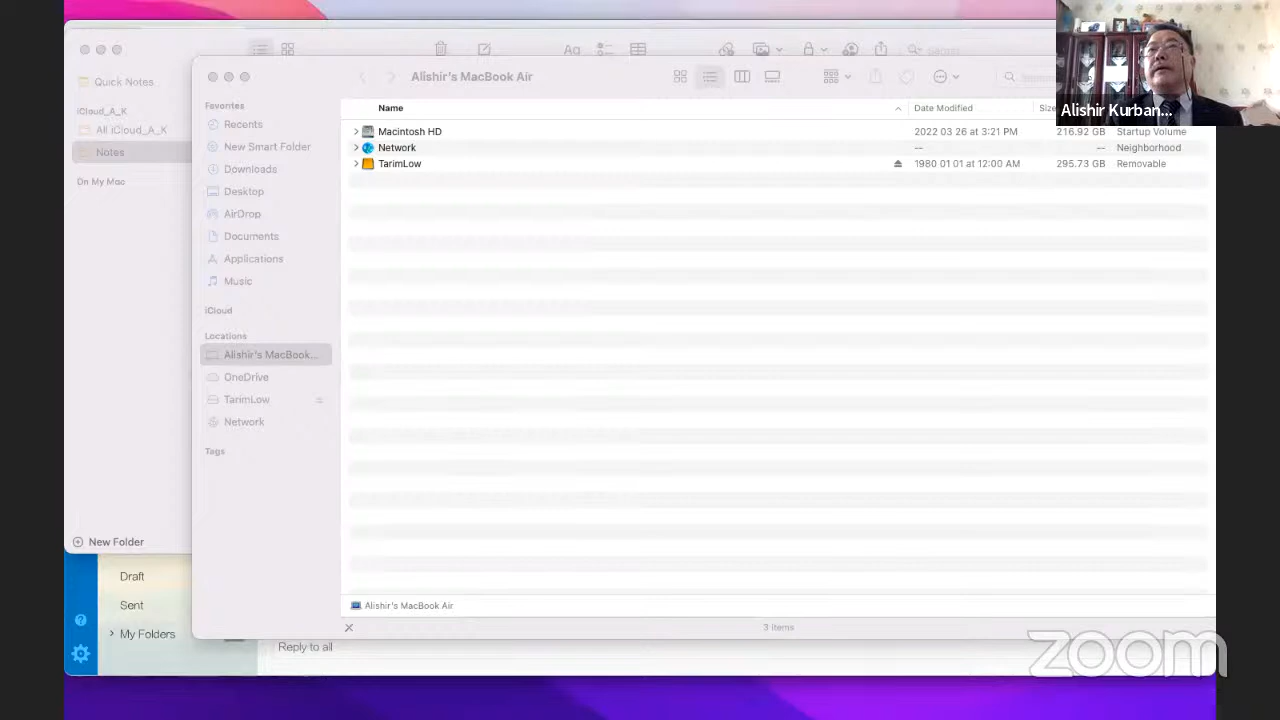 Aa
Search
Quick Notes
iCloud_A_K
All iCloud_A_K
Notes
On My Mac
New Folder
Alishir's MacBook Air
Favorites
Recents
New Smart Folder
Downloads
Desktop
AirDrop
Documents
Applications
Music
iCloud
Locations
Alishir's MacBook...
OneDrive
TarimLow
Network
Tags
Name Date Modified Size
Macintosh HD 2022 03 26 at 3:21 PM 216.92 GB Startup Volume
Network -- -- Neighborhood
TarimLow 1980 01 01 at 12:00 AM 295.73 GB Removable
Alishir's MacBook Air
3 items
Draft
Sent
My Folders
Reply to all
Alishir Kurban...
zoom